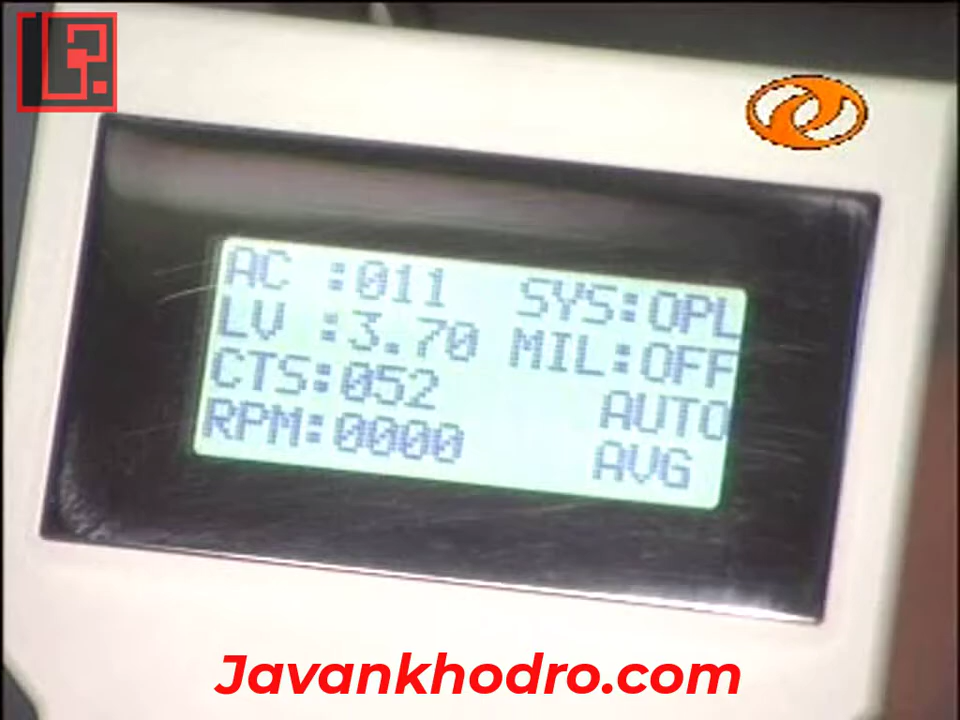 AC :011 SYS:OPL
LV :3.70 MIL:OFF
CTS:052 AUTO
RPM:0000 AVG
Javankhodro.com